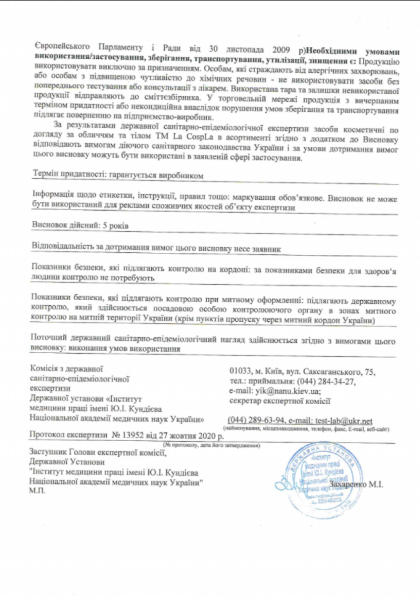 Європейського Парламенту і Ради від 30 листопада 2009 р)Необхідними умовами
використання/застосування, зберігання, транспортування, утилізації, знищення є: Продукцію
використовувати виключно за призначенням. Особам, які страждають від алергічних захворювань,
або особам з підвищеною чутливістю до хімічних речовин - не використовувати засоби без
попереднього тестування або консультації з лікарем. Використана тара та залишки невикористаної
продукції відправляють до сміттєзбірника. У торговельній мережі продукція з вичерпаним
терміном придатності або некондиційна внаслідок порушення умов зберігання та транспортування
підлягає поверненню на підприємство-виробник.
За результатами державної санітарно-епідеміологічної експертизи засоби косметичні по
догляду за обличчям та тілом ТМ La CospLa в асортименті згідно з додатком до Висновку
відповідають вимогам діючого санітарного законодавства України і за умови дотримання вимог
цього висновку можуть бути використані в заявленій сфері застосування.
Термін придатності: гарантується виробником
Інформація щодо етикетки, інструкції, правил тощо: маркування обов'язкове. Висновок не може
бути використаний для реклами споживчих якостей об'єкту експертизи
Висновок дійсний: 5 років
Відповідальність за дотримання вимог цього висновку несе заявник
Показники безпеки, які підлягають контролю на кордоні: за показниками безпеки для здоров'я
людини контролю не потребують
Показники безпеки, які підлягають контролю при митному оформленні: підлягають державному
контролю, який здійснюється посадовою особою контролюючого органу в зонах митного
контролю на митній території України (крім пунктів пропуску через митний кордон України)
Поточний державний санітарно-епідеміологічний нагляд здійснюється згідно з вимогами цього
висновку: виконання умов використання
Комісія з державної
санітарно-епідеміологічної
експертизи
Державної установи «Інститут
медицини праці імені Ю.І. Кундієва
Національної академії медичних наук України»
01033, м. Київ, вул. Саксаганського, 75,
тел.: приймальня: (044) 284-34-27,
e-mail: yik@nanu.kiev.ua;
секретар експертної комісії
(044) 289-63-94, e-mail: test-lab@ukr.net
(найменування, місцезнаходження, телефон, факс, E-mail, веб-сайт)
Протокол експертизи № 13952 від 27 жовтня 2020 р.
(№ протоколу, дата його затвердження)
Заступник Голови експертної комісії,
Державної Установи
"Інститут медицини праці імені Ю.І. Кундієва
Національної академії медичних наук України"
М.П.
Захаренко М.І.